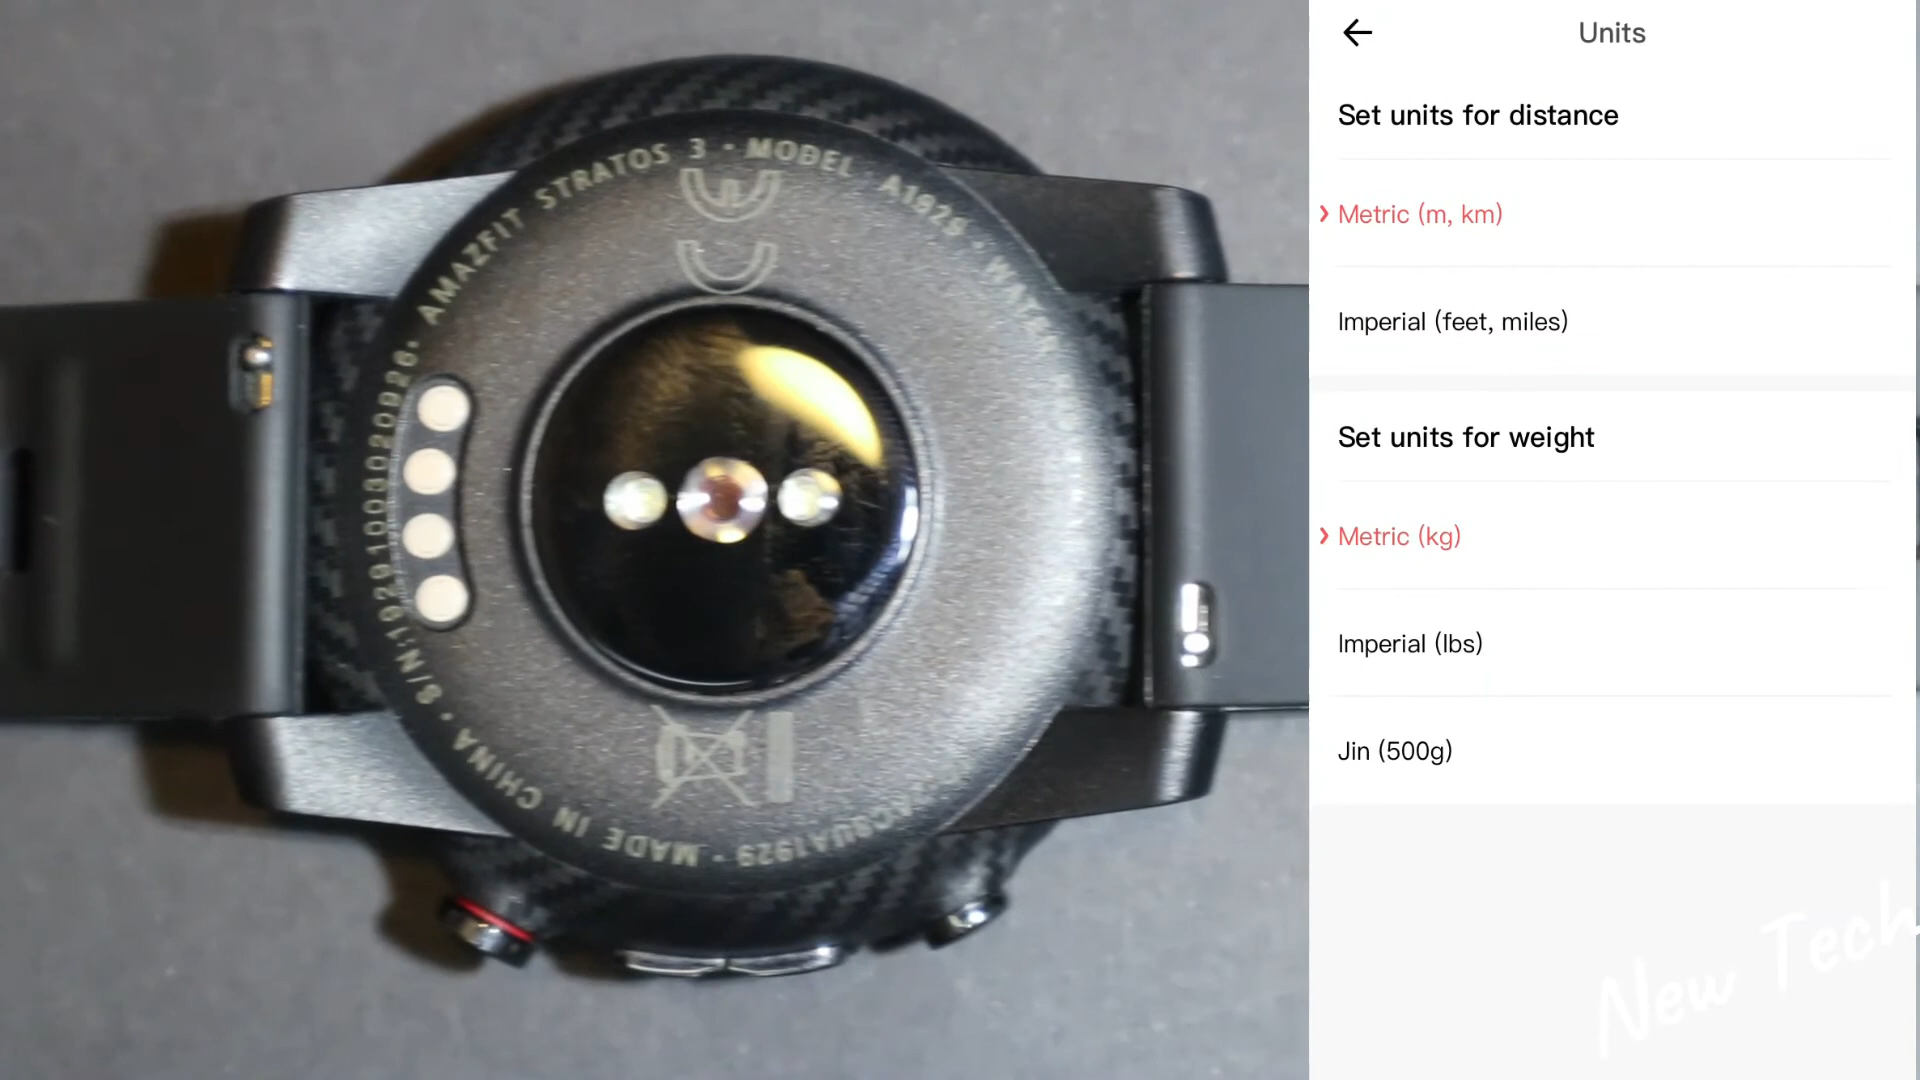 AMAZFIT STRATOS 3 • MODEL: A1929 • WATER
MADE IN CHINA •
Units
Set units for distance
Metric (m, km)
Imperial (feet, miles)
Set units for weight
Metric (kg)
Imperial (lbs)
Jin (500g)
New Tech